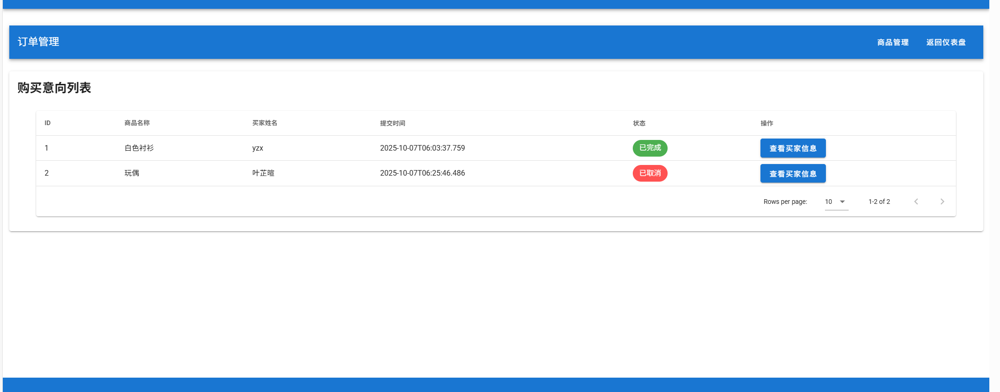 订单管理 商品管理 返回仪表盘
购买意向列表
ID 商品名称 买家姓名 提交时间 状态 操作
1 白色衬衫 yzx 2025-10-07T06:03:37.759 已完成 查看买家信息
2 玩偶 叶芷暄 2025-10-07T06:25:46.486 已取消 查看买家信息
Rows per page: 10 1-2 of 2